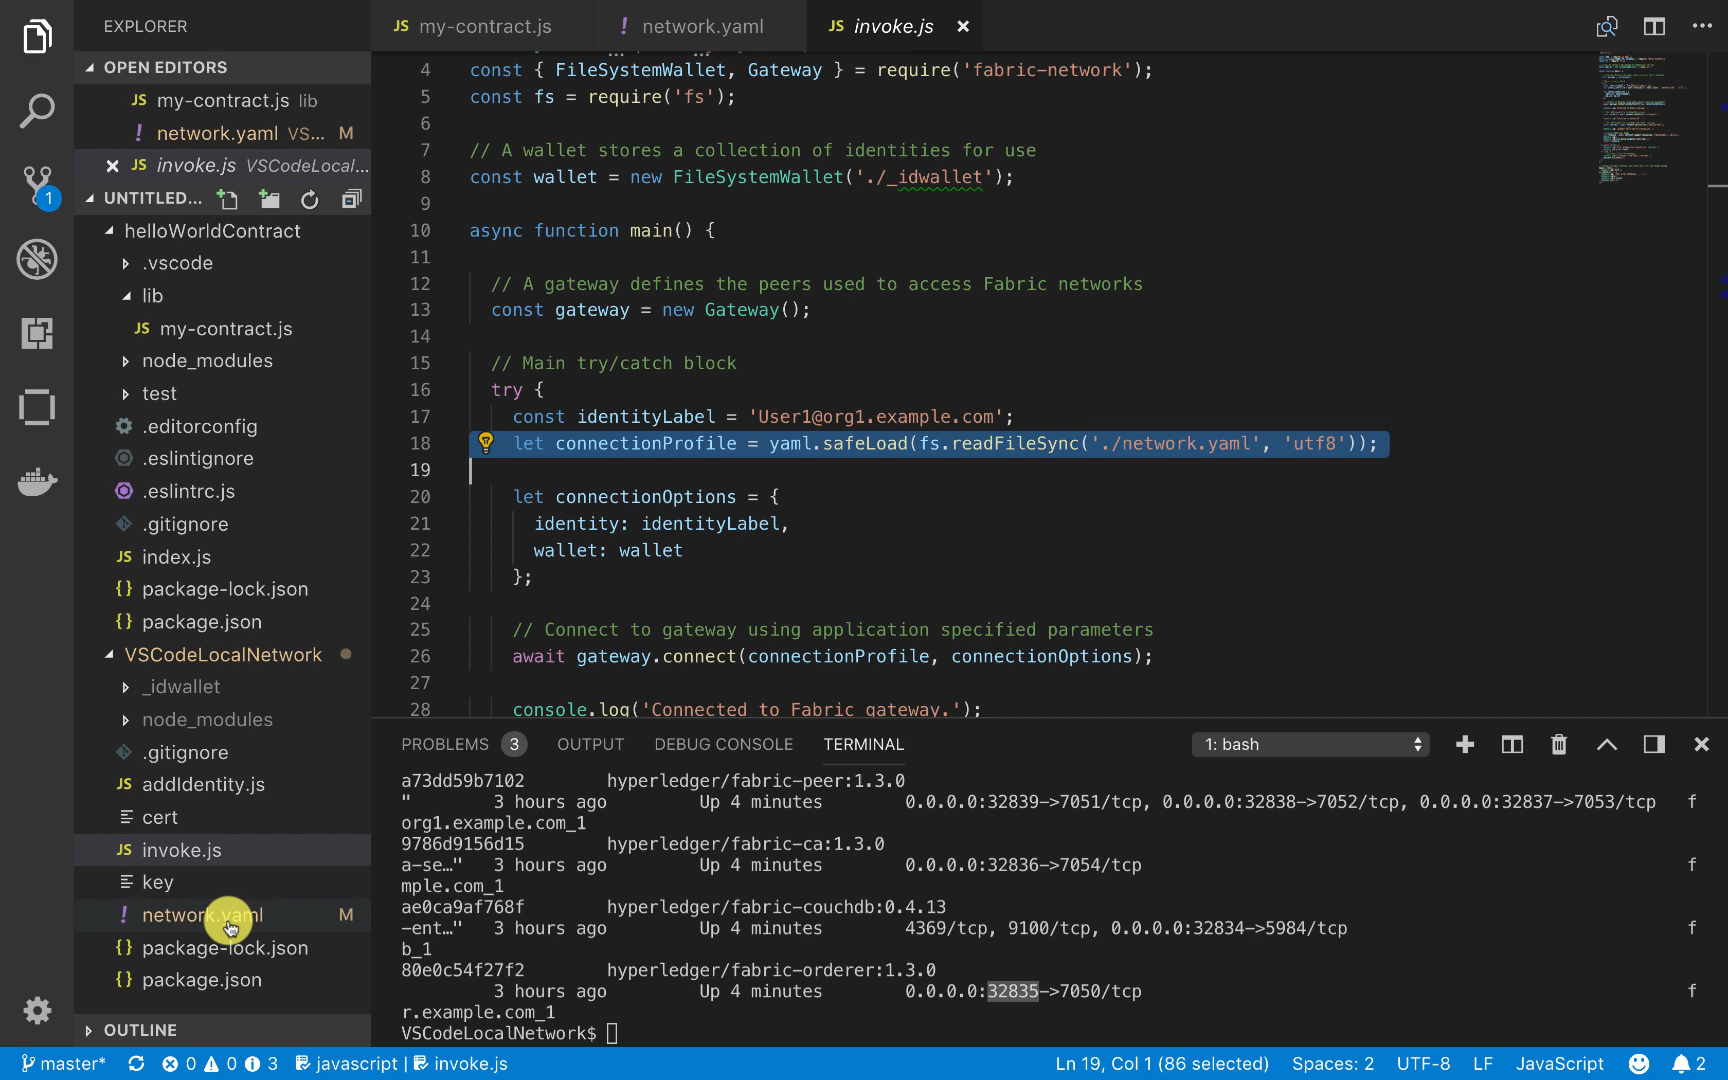 EXPLORER
OPEN EDITORS
JS my-contract.js lib
! network.yaml VS... M
JS invoke.js VSCodeLocal...
UNTITLED...
helloWorldContract
.vscode
lib
JS my-contract.js
node_modules
test
.editorconfig
.eslintignore
.eslintrc.js
.gitignore
JS index.js
{} package-lock.json
{} package.json
VSCodeLocalNetwork
_idwallet
node_modules
.gitignore
JS addIdentity.js
cert
JS invoke.js
key
! network.yaml M
{} package-lock.json
{} package.json
OUTLINE
1
JS my-contract.js
! network.yaml
JS invoke.js
4 const { FileSystemWallet, Gateway } = require('fabric-network');
5 const fs = require('fs');
6
7 // A wallet stores a collection of identities for use
8 const wallet = new FileSystemWallet('./_idwallet');
9
10 async function main() {
11
12 // A gateway defines the peers used to access Fabric networks
13 const gateway = new Gateway();
14
15 // Main try/catch block
16 try {
17 const identityLabel = 'User1@org1.example.com';
18 let connectionProfile = yaml.safeLoad(fs.readFileSync('./network.yaml', 'utf8'));
19
20 let connectionOptions = {
21 identity: identityLabel,
22 wallet: wallet
23 };
24
25 // Connect to gateway using application specified parameters
26 await gateway.connect(connectionProfile, connectionOptions);
27
28 console.log('Connected to Fabric gateway.');
PROBLEMS 3 OUTPUT DEBUG CONSOLE TERMINAL 1: bash
a73dd59b7102 hyperledger/fabric-peer:1.3.0
" 3 hours ago Up 4 minutes 0.0.0.0:32839->7051/tcp, 0.0.0.0:32838->7052/tcp, 0.0.0.0:32837->7053/tcp f
org1.example.com_1
9786d9156d15 hyperledger/fabric-ca:1.3.0
a-se…" 3 hours ago Up 4 minutes 0.0.0.0:32836->7054/tcp f
mple.com_1
ae0ca9af768f hyperledger/fabric-couchdb:0.4.13
-ent…" 3 hours ago Up 4 minutes 4369/tcp, 9100/tcp, 0.0.0.0:32834->5984/tcp f
b_1
80e0c54f27f2 hyperledger/fabric-orderer:1.3.0
3 hours ago Up 4 minutes 0.0.0.0:32835->7050/tcp f
r.example.com_1
VSCodeLocalNetwork$
master* 0 0 3 javascript | invoke.js Ln 19, Col 1 (86 selected) Spaces: 2 UTF-8 LF JavaScript 2